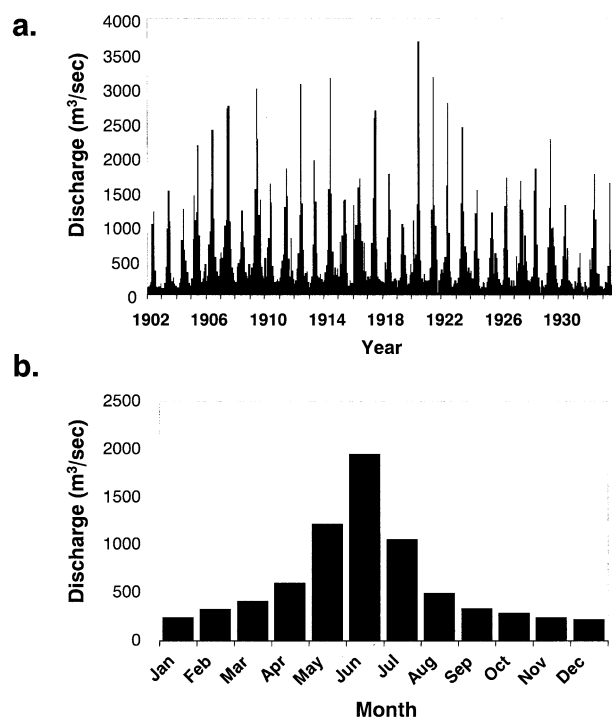 a.
Discharge (m³/sec)
4000
3500
3000
2500
2000
1500
1000
500
0
1902 1906 1910 1914 1918 1922 1926 1930
Year
b.
Discharge (m³/sec)
2500
2000
1500
1000
500
0
Jan Feb Mar Apr May Jun Jul Aug Sep Oct Nov Dec
Month